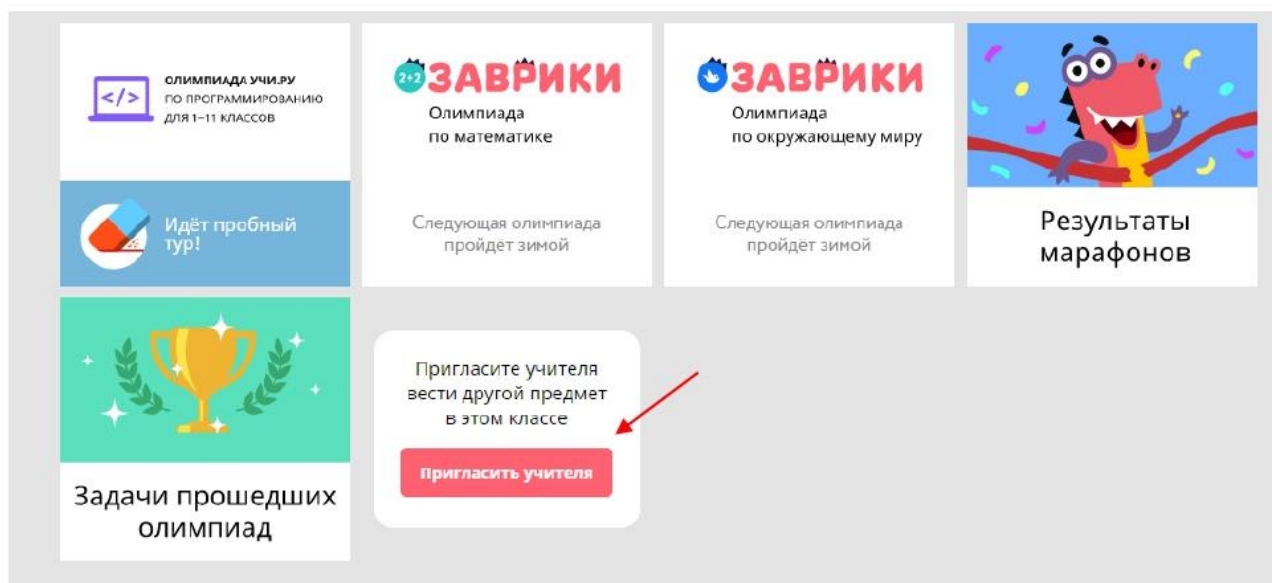 ОЛИМПИАДА УЧИ.РУ
ПО ПРОГРАММИРОВАНИЮ
ДЛЯ 1–11 КЛАССОВ
Идёт пробный
тур!
2+2 ЗАВРИКИ
Олимпиада
по математике
Следующая олимпиада
пройдёт зимой
ЗАВРИКИ
Олимпиада
по окружающему миру
Следующая олимпиада
пройдёт зимой
Результаты
марафонов
Задачи прошедших
олимпиад
Пригласите учителя
вести другой предмет
в этом классе
Пригласить учителя